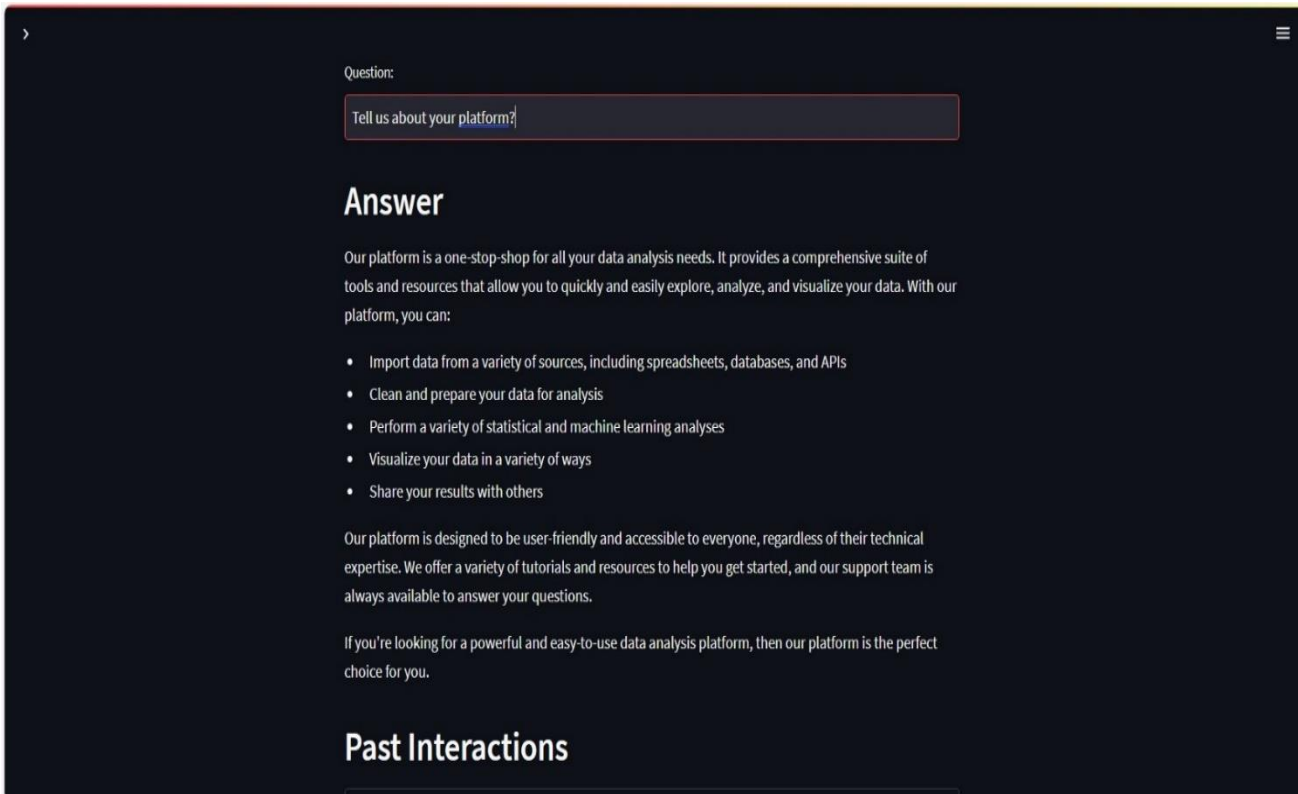 Question:
Tell us about your platform?
Answer
Our platform is a one-stop-shop for all your data analysis needs. It provides a comprehensive suite of
tools and resources that allow you to quickly and easily explore, analyze, and visualize your data. With our
platform, you can:
• Import data from a variety of sources, including spreadsheets, databases, and APIs
• Clean and prepare your data for analysis
• Perform a variety of statistical and machine learning analyses
• Visualize your data in a variety of ways
• Share your results with others
Our platform is designed to be user-friendly and accessible to everyone, regardless of their technical
expertise. We offer a variety of tutorials and resources to help you get started, and our support team is
always available to answer your questions.
If you're looking for a powerful and easy-to-use data analysis platform, then our platform is the perfect
choice for you.
Past Interactions